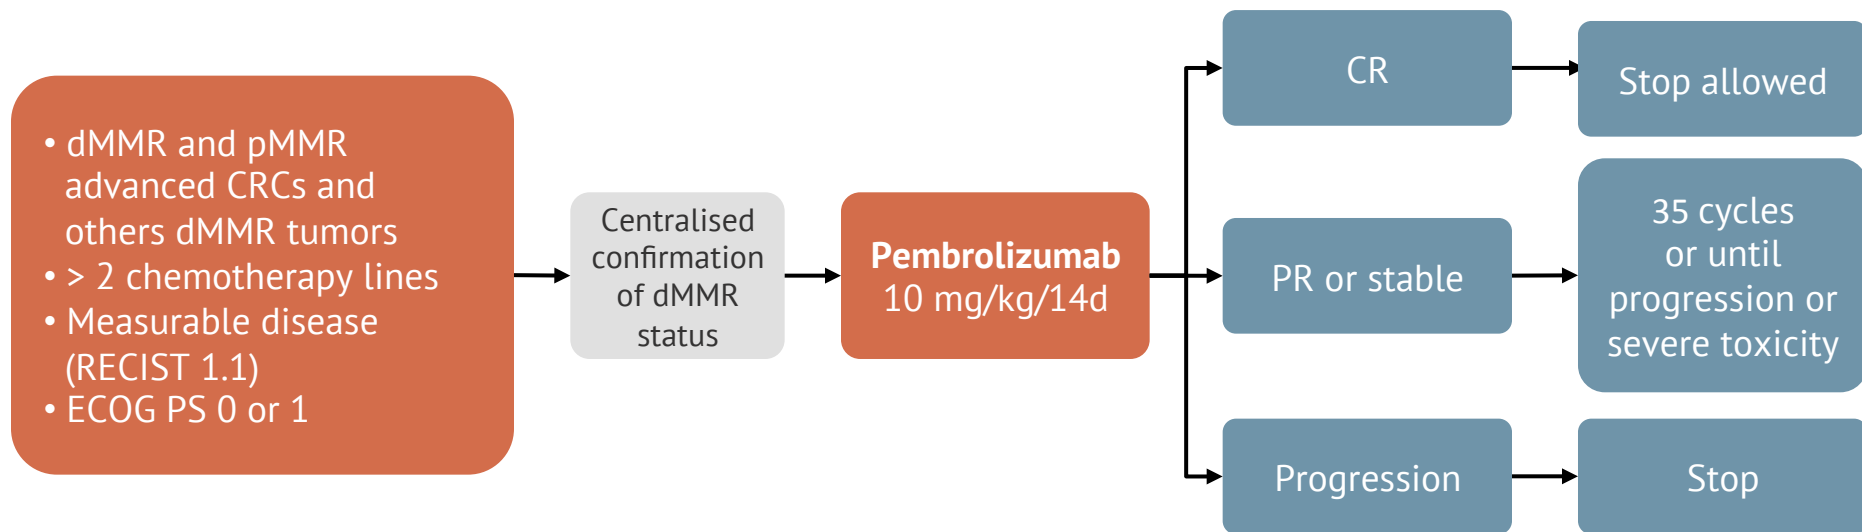 • dMMR and pMMR
advanced CRCs and
others dMMR tumors
• > 2 chemotherapy lines
• Measurable disease
(RECIST 1.1)
• ECOG PS 0 or 1
Centralised
confirmation
of dMMR
status
Pembrolizumab
10 mg/kg/14d
CR
Stop allowed
PR or stable
35 cycles
or until
progression or
severe toxicity
Progression
Stop